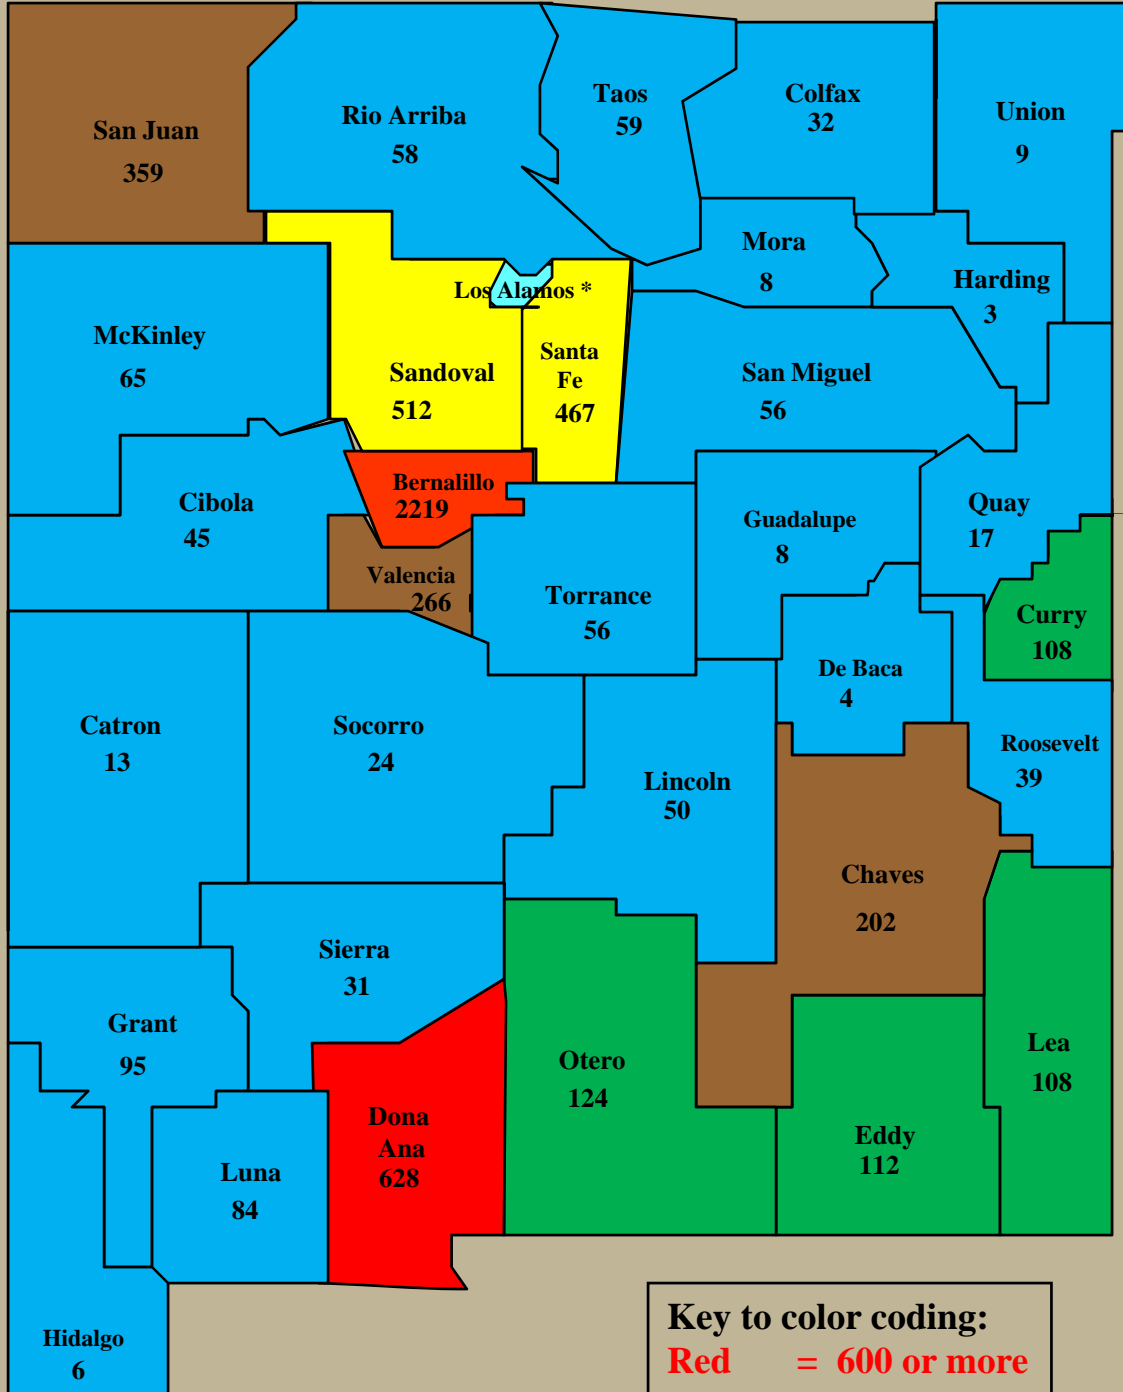 San Juan
359
Rio Arriba
58
Taos
59
Colfax
32
Union
9
Mora
8
Harding
3
Los Alamos *
McKinley
65
Sandoval
512
Santa
Fe
467
San Miguel
56
Bernalillo
2219
Cibola
45
Guadalupe
8
Quay
17
Valencia
266
Torrance
56
Curry
108
De Baca
4
Catron
13
Socorro
24
Roosevelt
39
Lincoln
50
Chaves
202
Sierra
31
Grant
95
Otero
124
Lea
108
Dona
Ana
628
Eddy
112
Luna
84
Hidalgo
6
Key to color coding:
Red = 600 or more